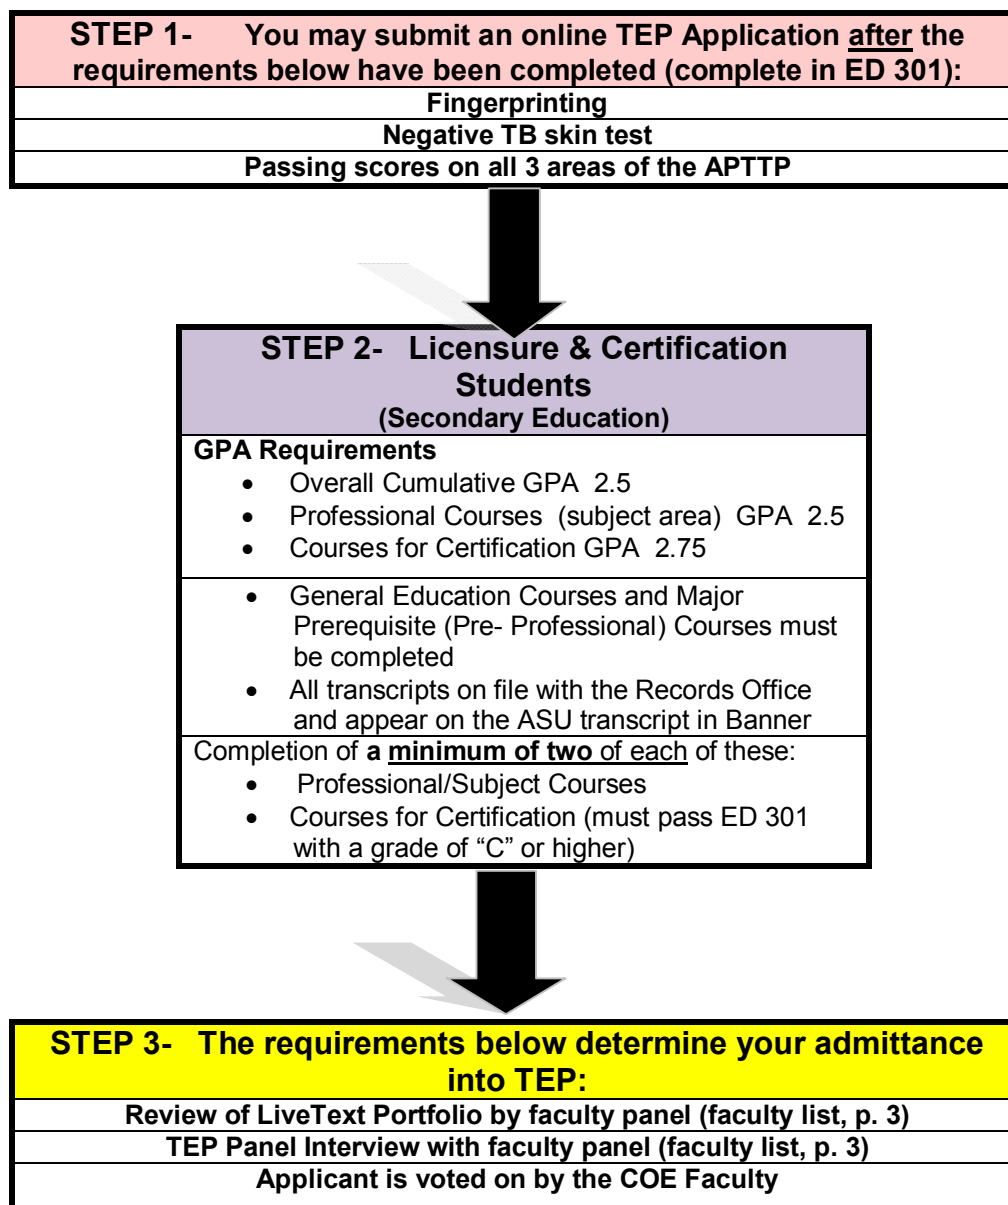 STEP 1- You may submit an online TEP Application after the
requirements below have been completed (complete in ED 301):
Fingerprinting
Negative TB skin test
Passing scores on all 3 areas of the APTTP
STEP 2- Licensure & Certification
Students
(Secondary Education)
GPA Requirements
• Overall Cumulative GPA 2.5
• Professional Courses (subject area) GPA 2.5
• Courses for Certification GPA 2.75
• General Education Courses and Major
Prerequisite (Pre- Professional) Courses must
be completed
• All transcripts on file with the Records Office
and appear on the ASU transcript in Banner
Completion of a minimum of two of each of these:
• Professional/Subject Courses
• Courses for Certification (must pass ED 301
with a grade of “C” or higher)
STEP 3- The requirements below determine your admittance
into TEP:
Review of LiveText Portfolio by faculty panel (faculty list, p. 3)
TEP Panel Interview with faculty panel (faculty list, p. 3)
Applicant is voted on by the COE Faculty